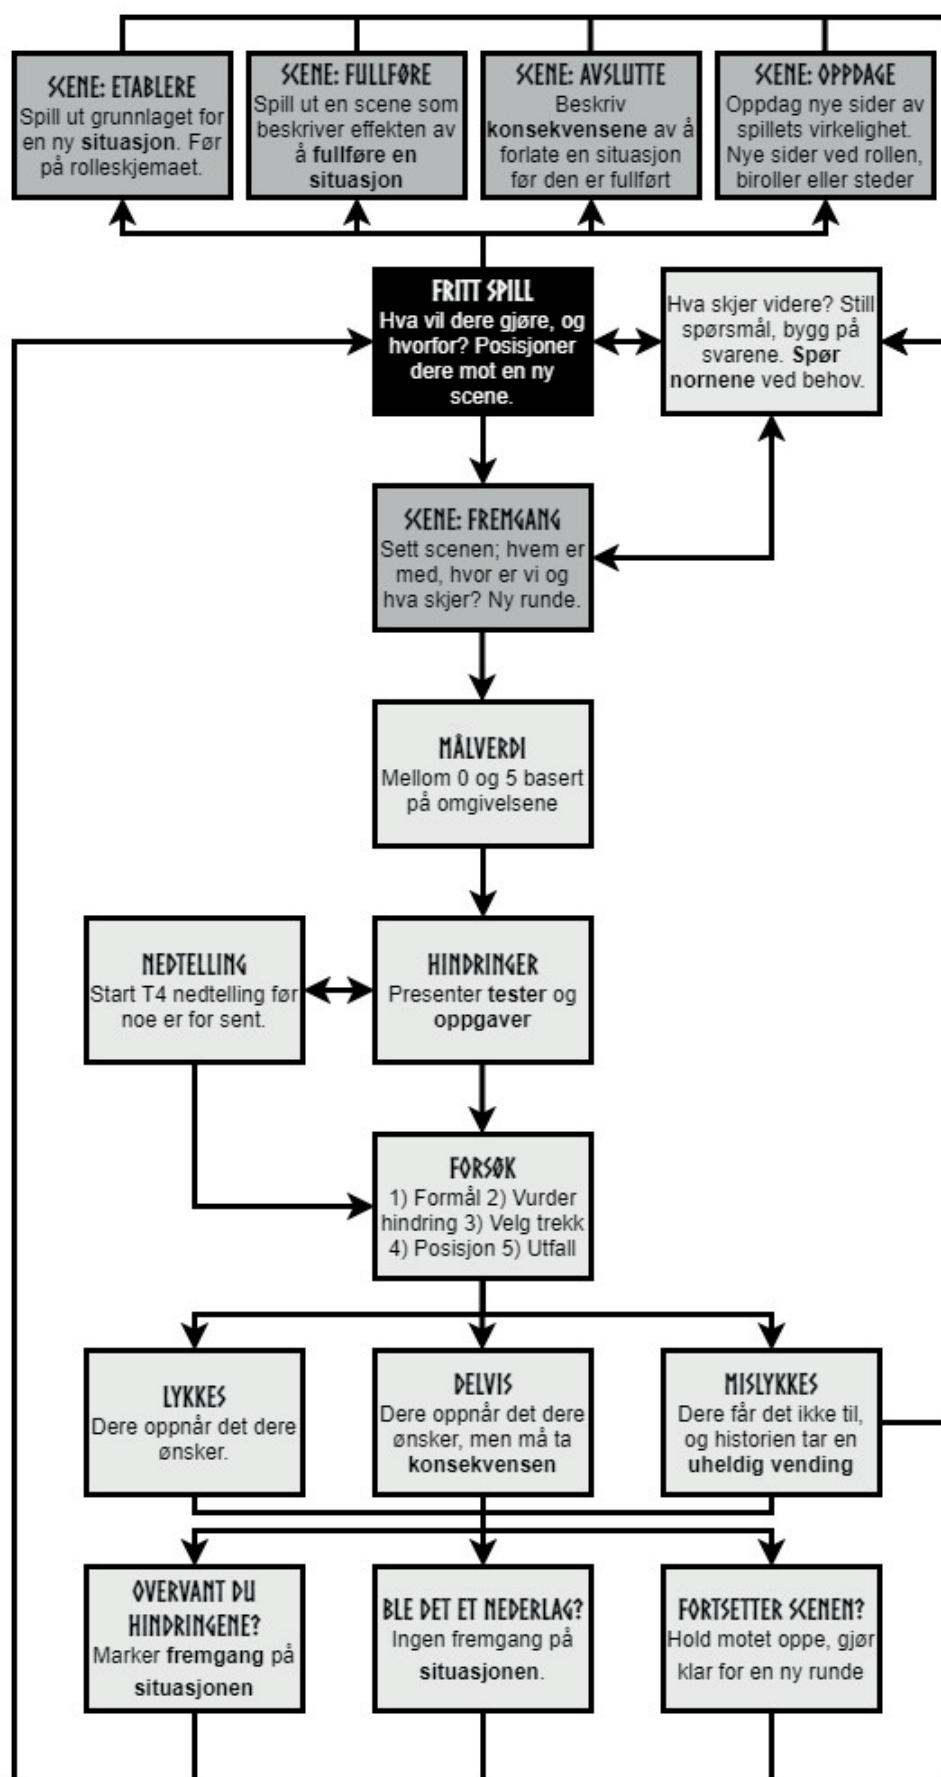 SCENE: ETABLERE
Spill ut grunnlaget for
en ny situasjon. Før
på rolleskjemaet.
SCENE: FULLFØRE
Spill ut en scene som
beskriver effekten av
å fullføre en
situasjon
SCENE: AVSLUTTE
Beskriv
konsekvensene av å
forlate en situasjon
før den er fullført
SCENE: OPPDAGE
Oppdag nye sider av
spillets virkelighet.
Nye sider ved rollen,
biroller eller steder
FRITT SPILL
Hva vil dere gjøre, og
hvorfor? Posisjoner
dere mot en ny
scene.
Hva skjer videre? Still
spørsmål, bygg på
svarene. Spør
nornene ved behov.
SCENE: FREMGANG
Sett scenen; hvem er
med, hvor er vi og
hva skjer? Ny runde.
MÅLVERDI
Mellom 0 og 5 basert
på omgivelsene
NEDTELLING
Start T4 nedtelling før
noe er for sent.
HINDRINGER
Presenter tester og
oppgaver
FORSØK
1) Formål 2) Vurder
hindring 3) Velg trekk
4) Posisjon 5) Utfall
LYKKES
Dere oppnår det dere
ønsker.
DELVIS
Dere oppnår det dere
ønsker, men må ta
konsekvensen
MISLYKKES
Dere får det ikke til,
og historien tar en
uheldig vending
OVERVANT DU
HINDRINGENE?
Marker fremgang på
situasjonen
BLE DET ET NEDERLAG?
Ingen fremgang på
situasjonen.
FORTSETTER SCENEN?
Hold motet oppe, gjør
klar for en ny runde